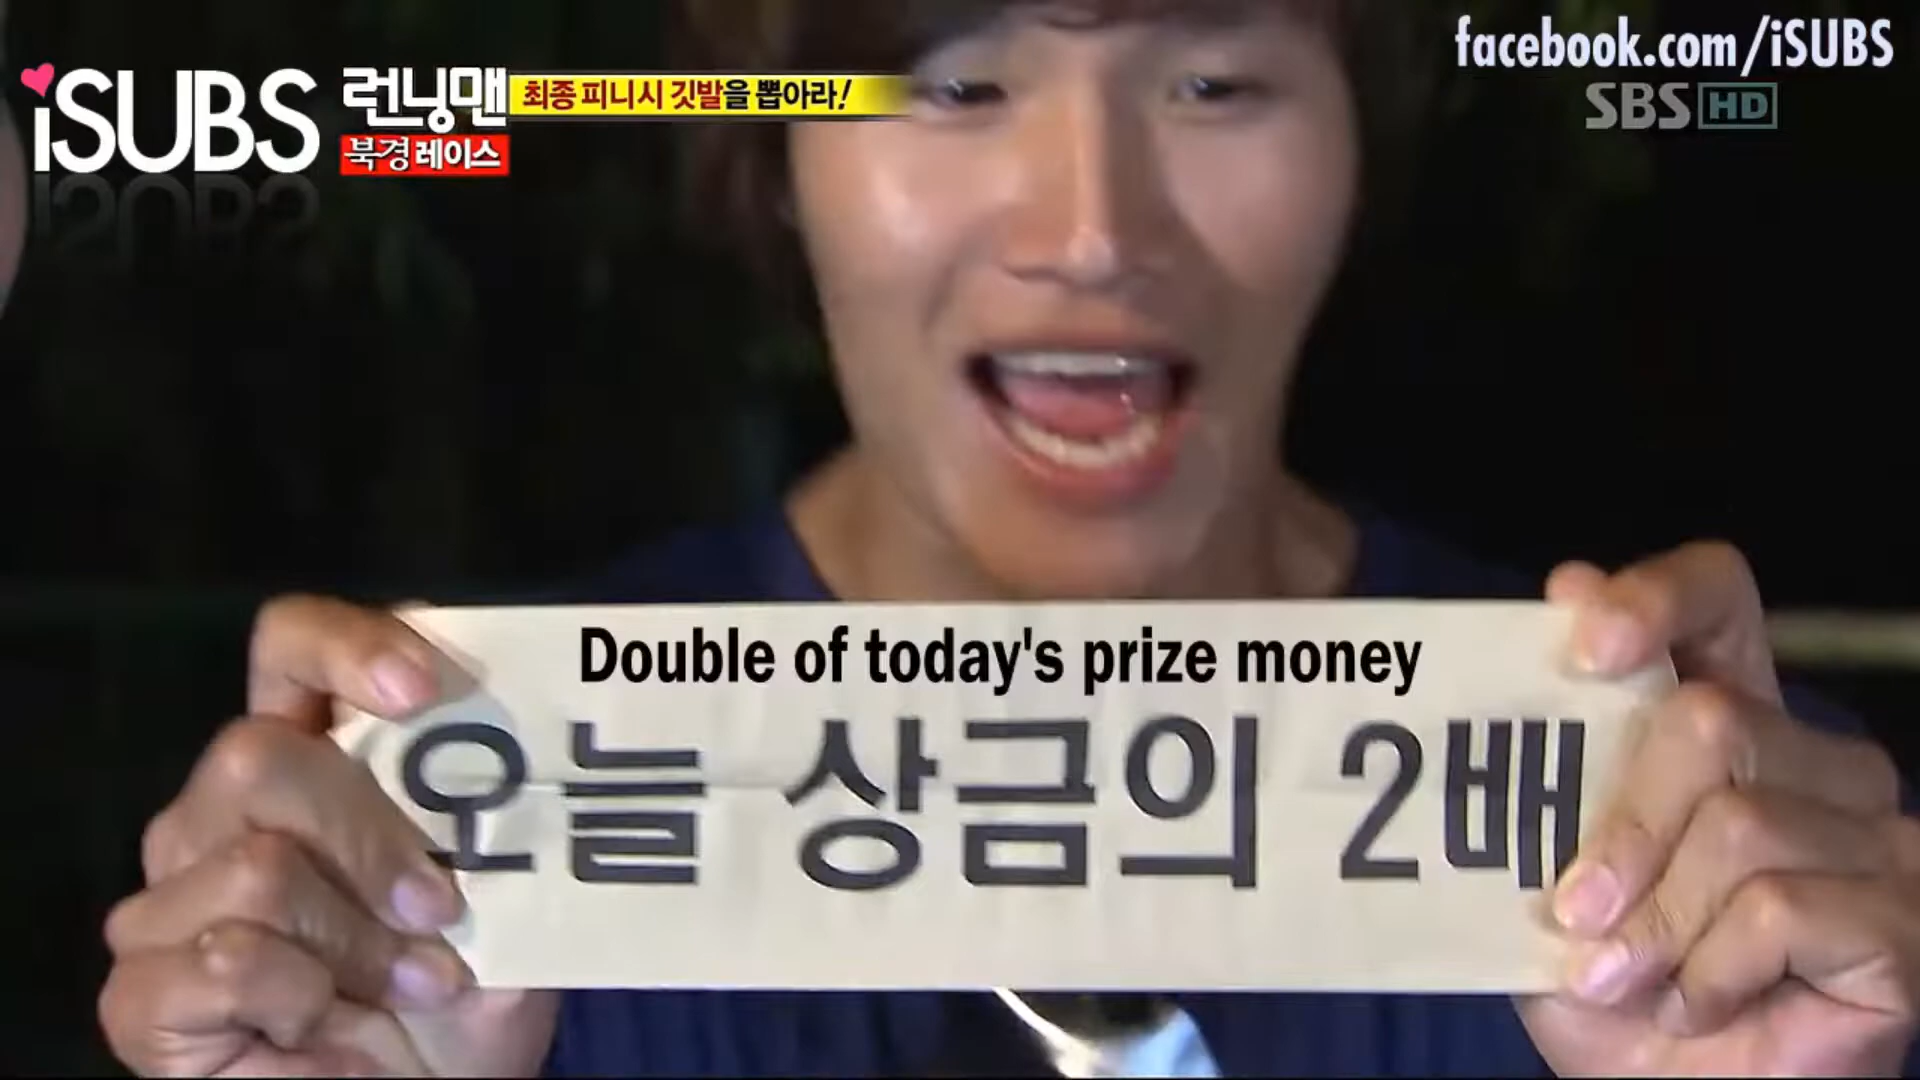 facebook.com/iSUBS
iSUBS
런닝맨
최종 피니시 깃발을 뽑아라!
SBS HD
북경 레이스
Double of today's prize money
오늘 상금의 2배